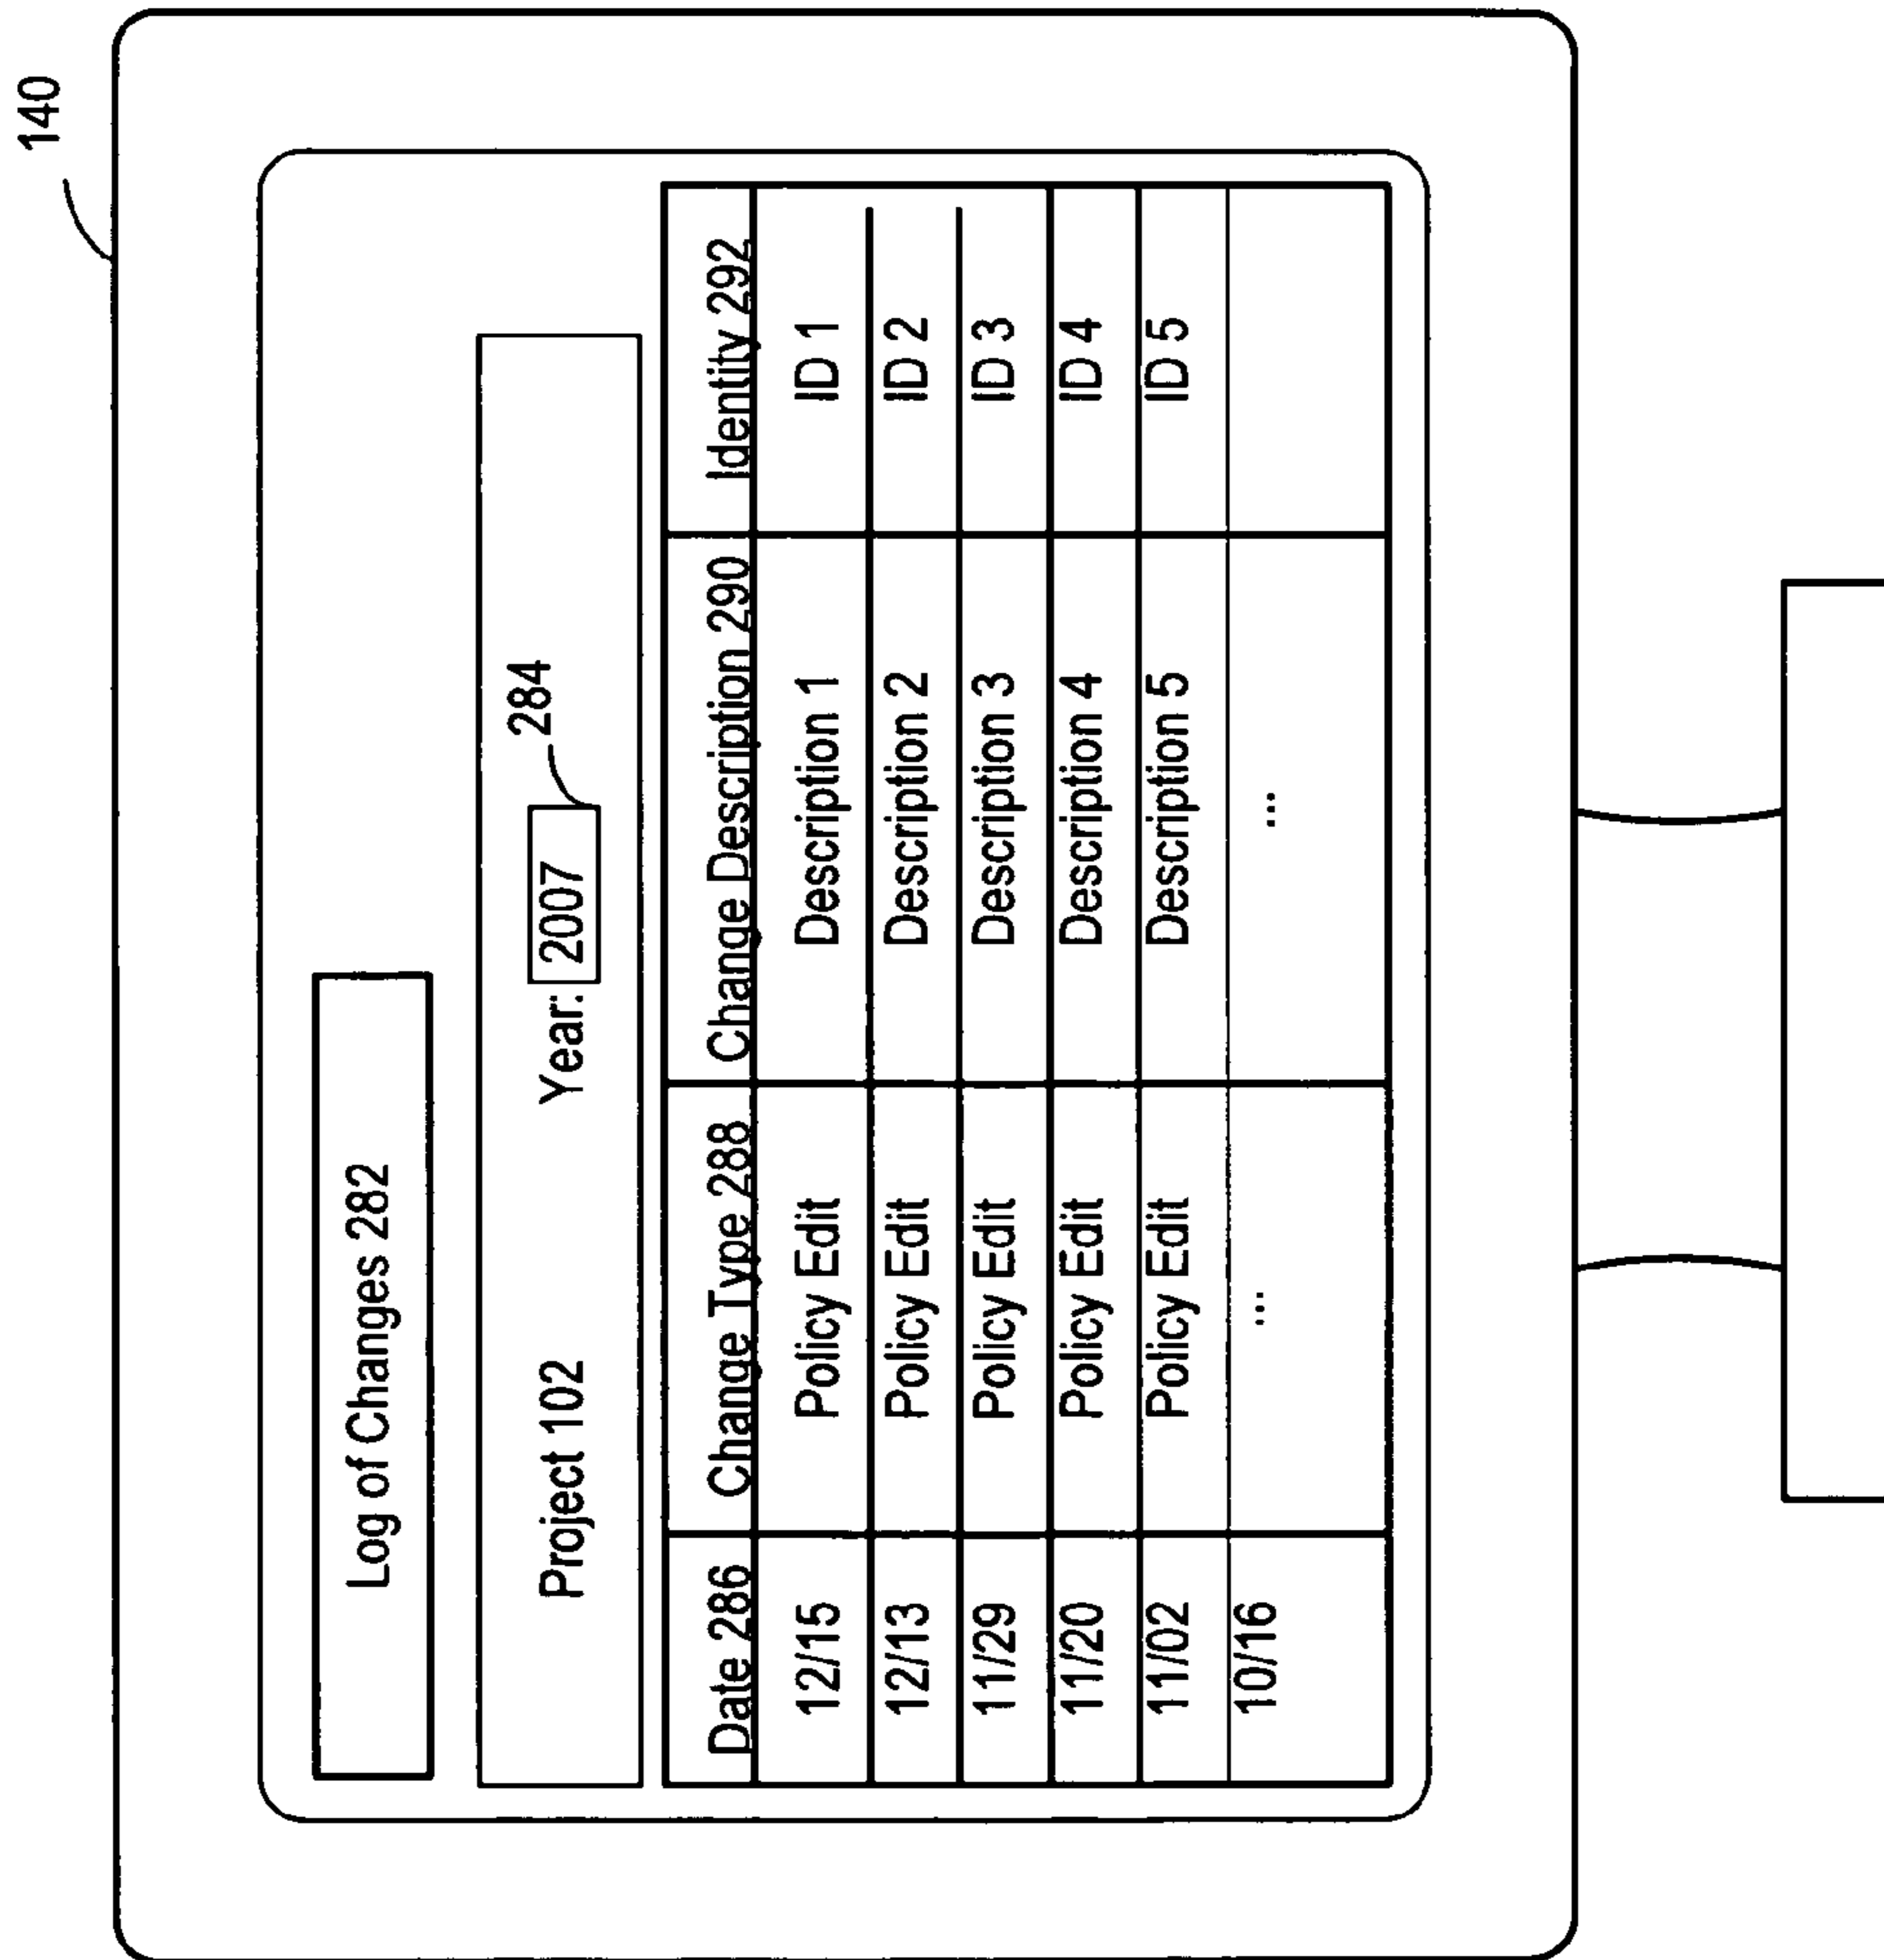 140
Log of Changes 282
Project 102 Year: 2007 284
Date 286 Change Type 288 Change Description 290 Identity 292
12/15 Policy Edit Description 1 ID 1
12/13 Policy Edit Description 2 ID 2
11/29 Policy Edit Description 3 ID 3
11/20 Policy Edit Description 4 ID 4
11/02 Policy Edit Description 5 ID 5
10/16 ... ...